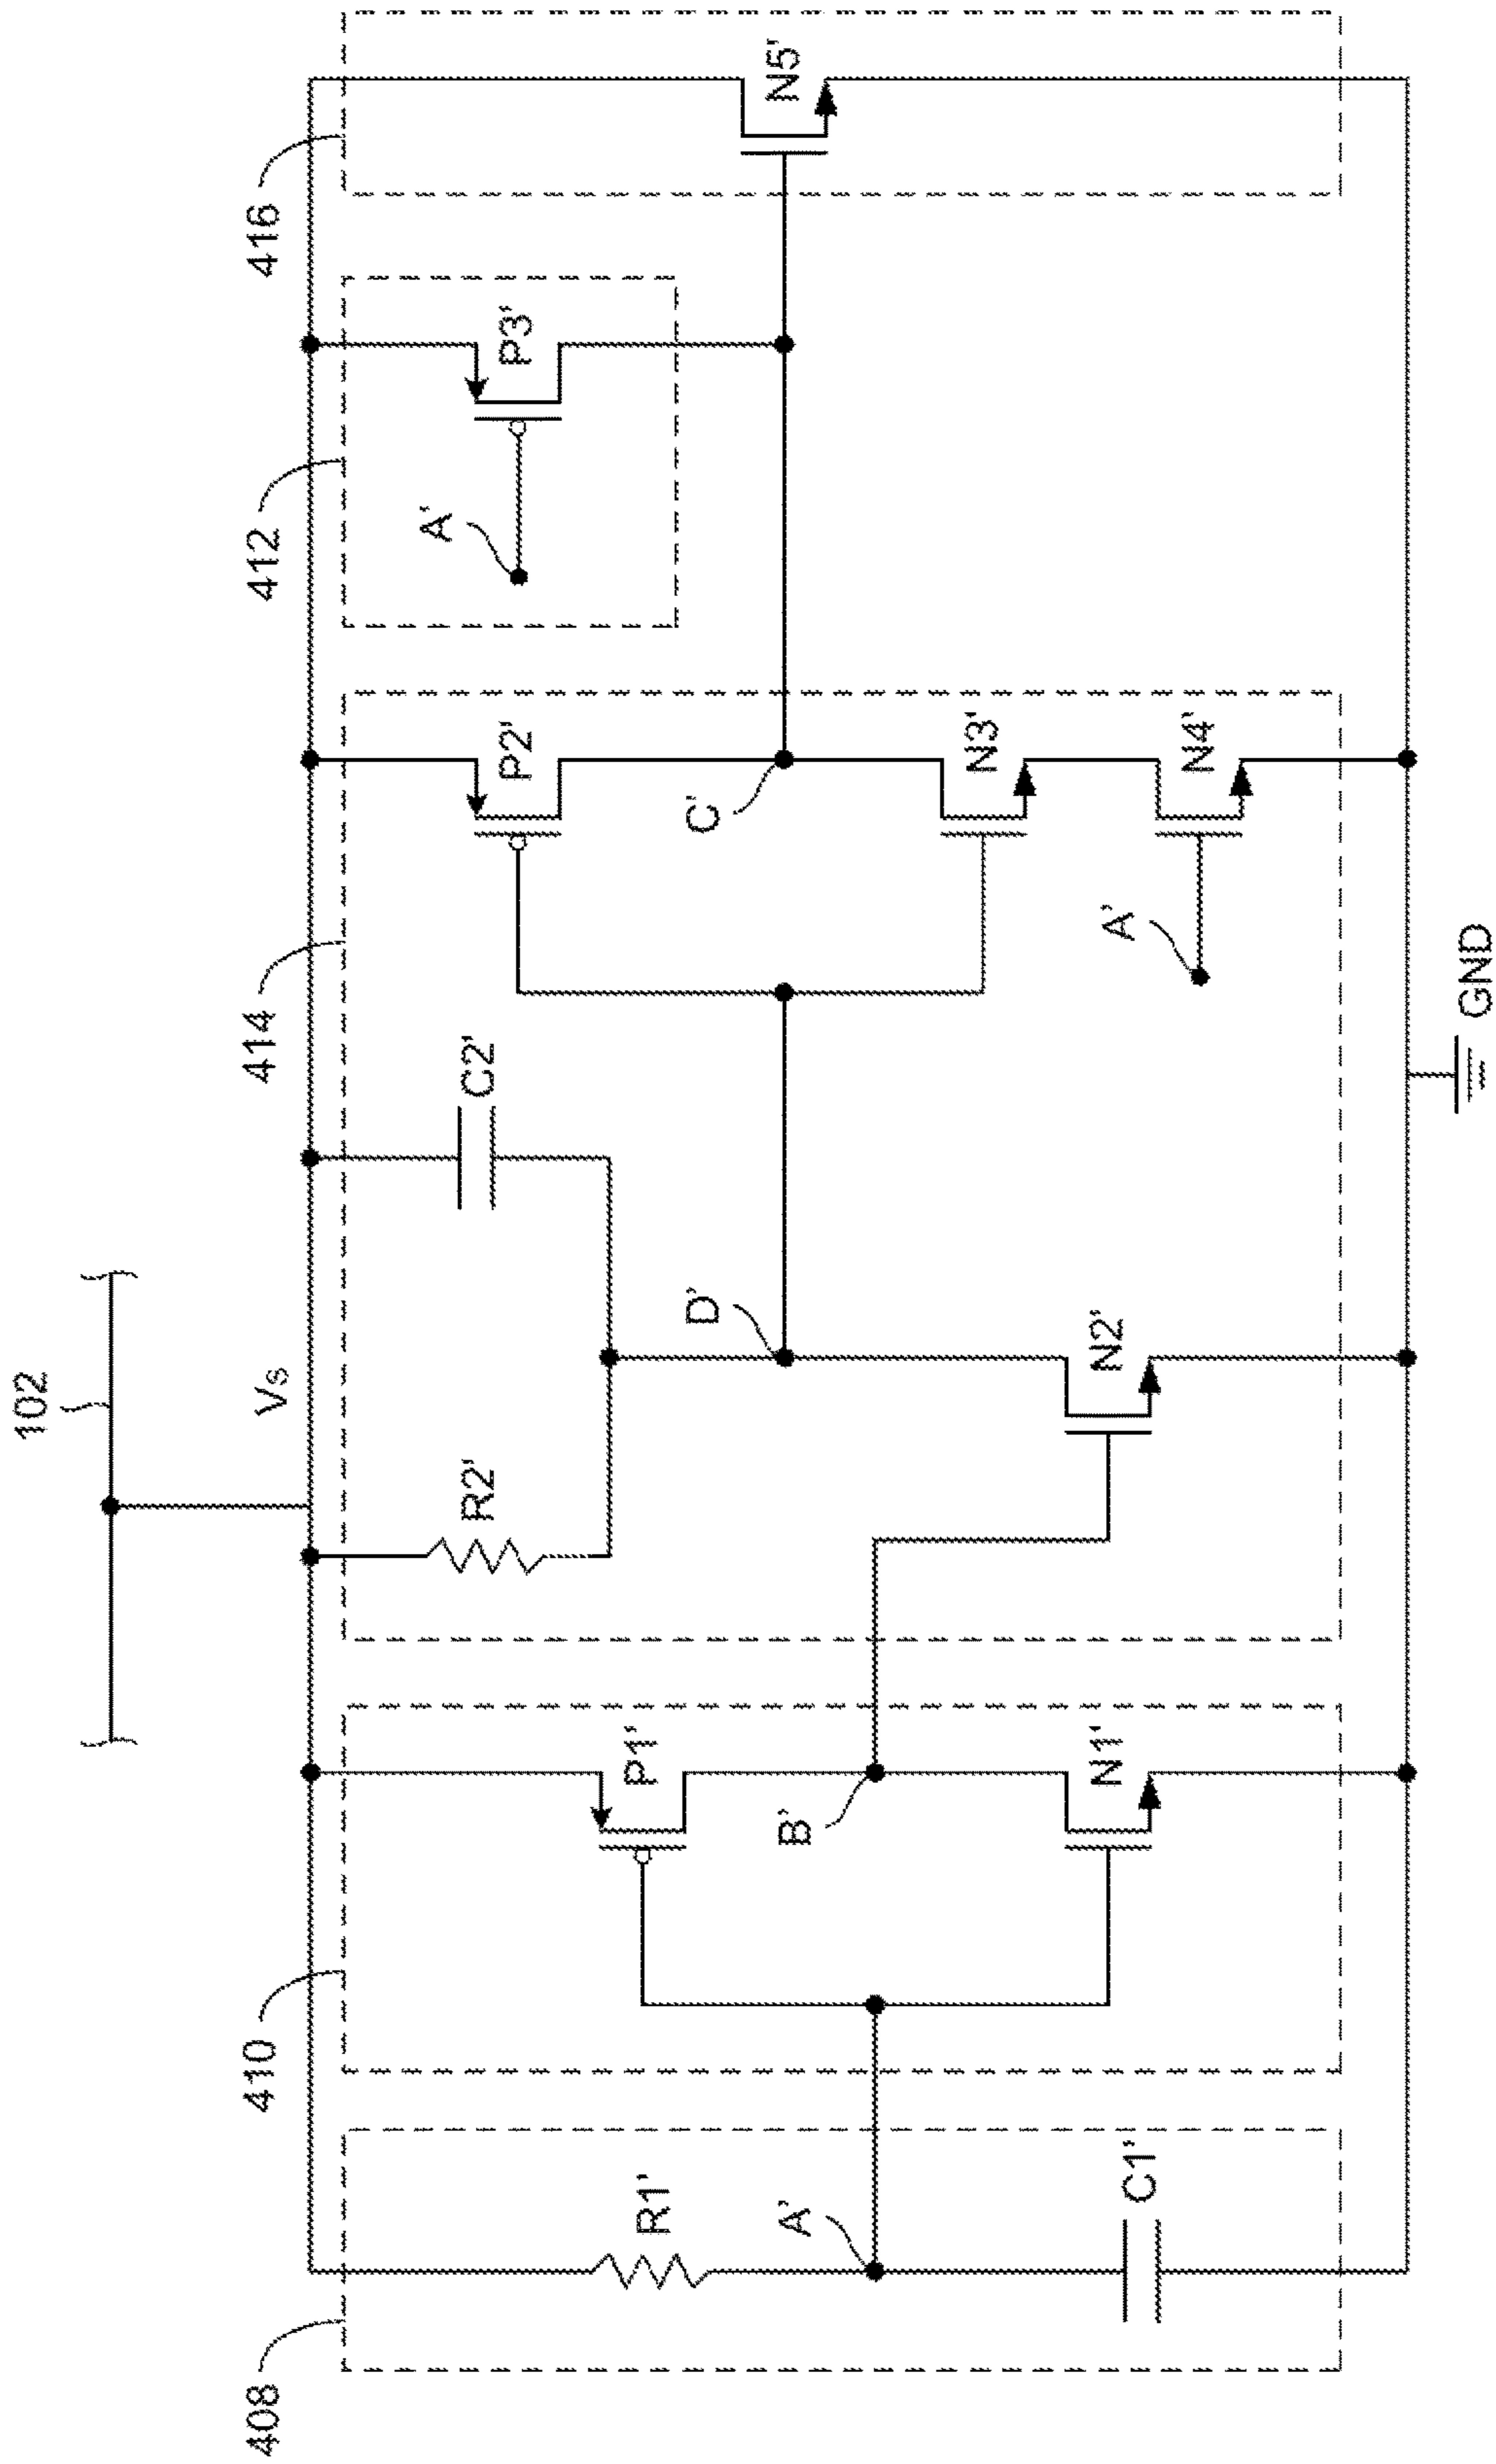 102
Vs
408
410
414
412
416
R1'
A'
C1'
P1'
B'
N1'
R2'
C2'
D'
N2'
P2'
C'
N3'
A'
N4'
A'
P3'
N5'
GND